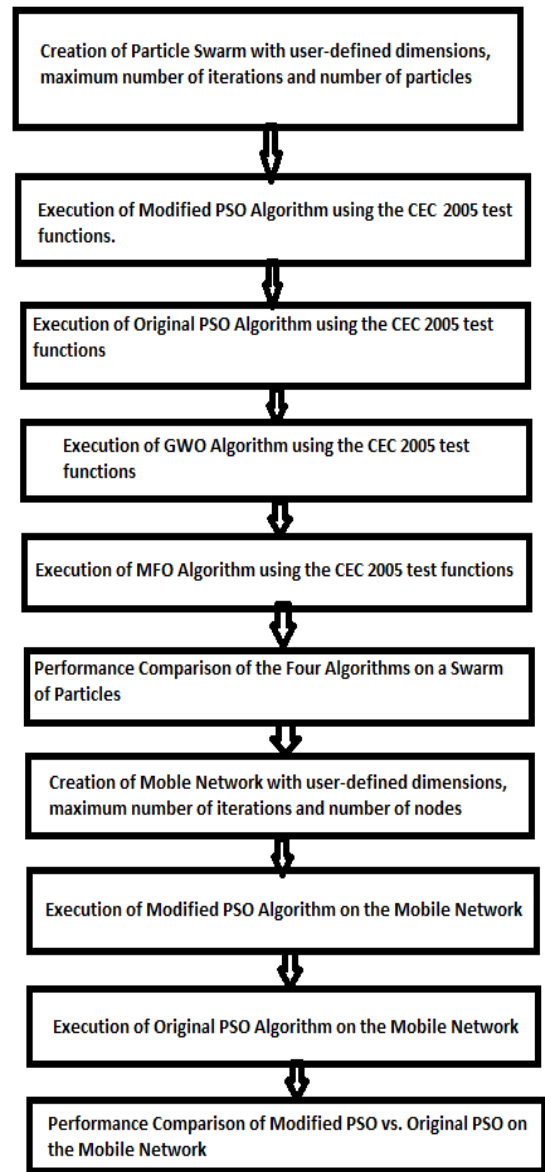 Creation of Particle Swarm with user-defined dimensions,
maximum number of iterations and number of particles
Execution of Modified PSO Algorithm using the CEC 2005 test
functions.
Execution of Original PSO Algorithm using the CEC 2005 test
functions
Execution of GWO Algorithm using the CEC 2005 test
functions
Execution of MFO Algorithm using the CEC 2005 test functions
Performance Comparison of the Four Algorithms on a Swarm
of Particles
Creation of Moble Network with user-defined dimensions,
maximum number of iterations and number of nodes
Execution of Modified PSO Algorithm on the Mobile Network
Execution of Original PSO Algorithm on the Mobile Network
Performance Comparison of Modified PSO vs. Original PSO on
the Mobile Network